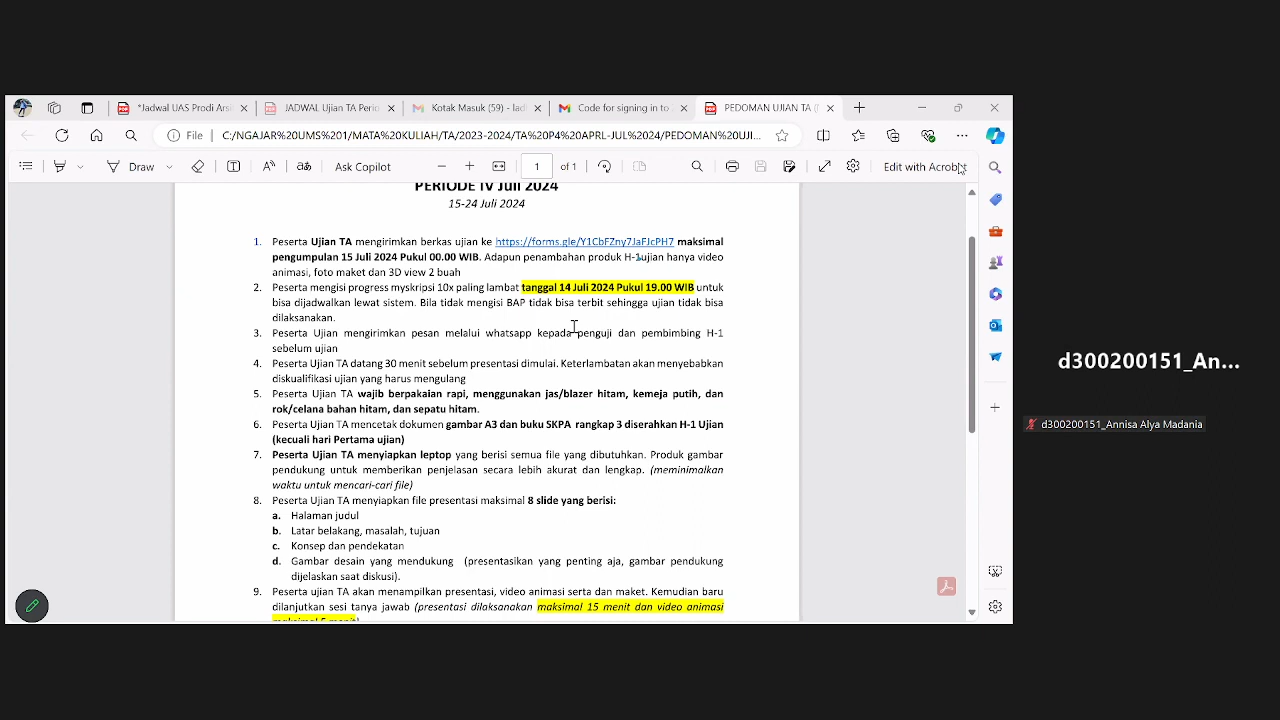 *Jadwal UAS Prodi Arsi
JADWAL Ujian TA Perio
Kotak Masuk (59) - lads
Code for signing in to
PEDOMAN UJIAN TA (
File
C:/NGAJAR%20UMS%201/MATA%20KULIAH/TA/2023-2024/TA%20P4%20APRL-JUL%2024/PEDOMAN%20UJI...
Draw
Ask Copilot
1 of 1
Edit with Acrobat
PERIODE IV Juli 2024
15-24 Juli 2024
1. Peserta Ujian TA mengirimkan berkas ujian ke https://forms.gle/Y1CbFZny7JaFJcPH7 maksimal
pengumpulan 15 Juli 2024 Pukul 00.00 WIB. Adapun penambahan produk H-1ujian hanya video
animasi, foto maket dan 3D view 2 buah
2. Peserta mengisi progress myskripsi 10x paling lambat tanggal 14 Juli 2024 Pukul 19.00 WIB untuk
bisa dijadwalkan lewat sistem. Bila tidak mengisi BAP tidak bisa terbit sehingga ujian tidak bisa
dilaksanakan.
3. Peserta Ujian mengirimkan pesan melalui whatsapp kepada penguji dan pembimbing H-1
sebelum ujian
4. Peserta Ujian TA datang 30 menit sebelum presentasi dimulai. Keterlambatan akan menyebabkan
diskualifikasi ujian yang harus mengulang
5. Peserta Ujian TA wajib berpakaian rapi, menggunakan jas/blazer hitam, kemeja putih, dan
rok/celana bahan hitam, dan sepatu hitam.
6. Peserta Ujian TA mencetak dokumen gambar A3 dan buku SKPA rangkap 3 diserahkan H-1 Ujian
(kecuali hari Pertama ujian)
7. Peserta Ujian TA menyiapkan leptop yang berisi semua file yang dibutuhkan. Produk gambar
pendukung untuk memberikan penjelasan secara lebih akurat dan lengkap. (meminimalkan
waktu untuk mencari-cari file)
8. Peserta Ujian TA menyiapkan file presentasi maksimal 8 slide yang berisi:
a. Halaman judul
b. Latar belakang, masalah, tujuan
c. Konsep dan pendekatan
d. Gambar desain yang mendukung (presentasikan yang penting aja, gambar pendukung
dijelaskan saat diskusi).
9. Peserta ujian TA akan menampilkan presentasi, video animasi serta dan maket. Kemudian baru
dilanjutkan sesi tanya jawab (presentasi dilaksanakan maksimal 15 menit dan video animasi
maksimal 5 menit)
d300200151_An...
d300200151_Annisa Alya Madania